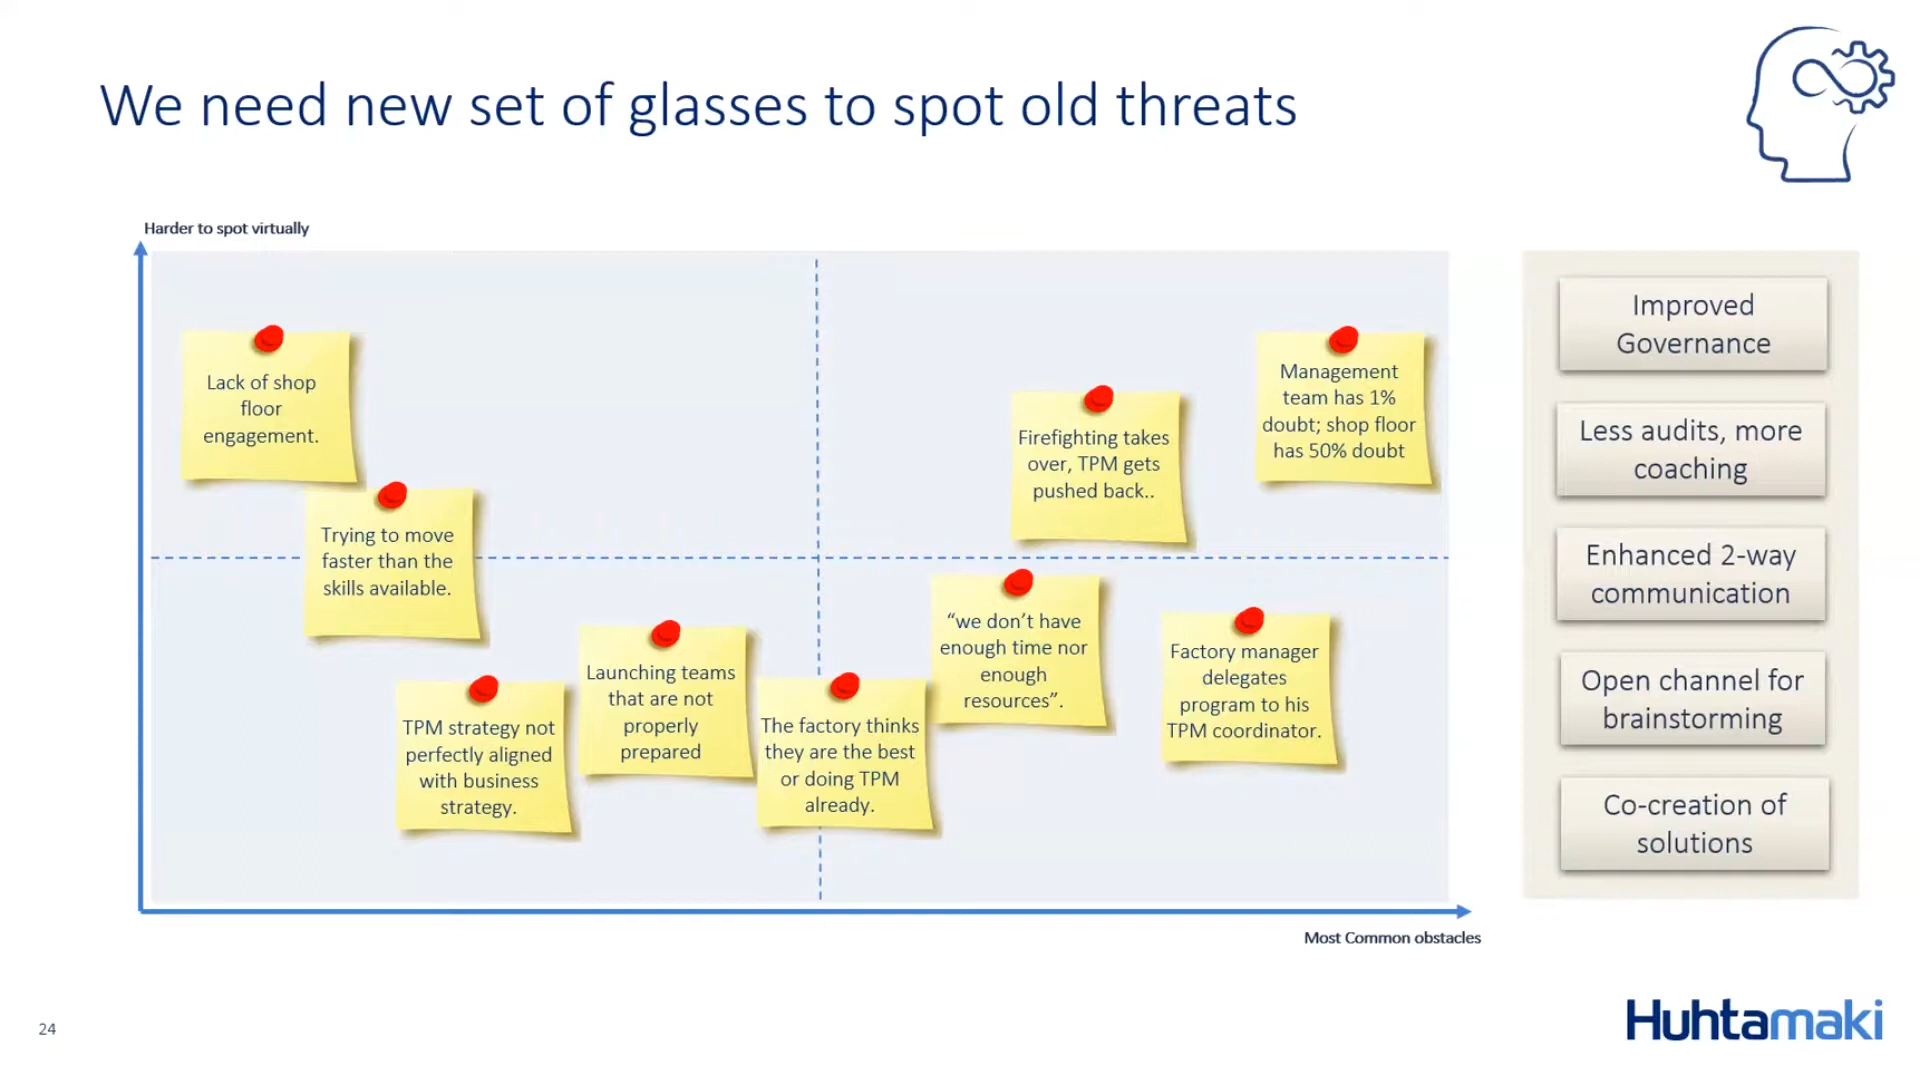 We need new set of glasses to spot old threats
Harder to spot virtually
Lack of shop
floor
engagement.
Trying to move
faster than the
skills available.
TPM strategy not
perfectly aligned
with business
strategy.
Launching teams
that are not
properly
prepared
The factory thinks
they are the best
or doing TPM
already.
"we don't have
enough time nor
enough
resources".
Firefighting takes
over, TPM gets
pushed back..
Management
team has 1%
doubt; shop floor
has 50% doubt
Factory manager
delegates
program to his
TPM coordinator.
Most Common obstacles
Improved
Governance
Less audits, more
coaching
Enhanced 2-way
communication
Open channel for
brainstorming
Co-creation of
solutions
24
Huhtamaki